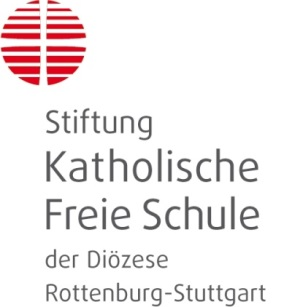 Stiftung
Katholische
Freie Schule
der Diözese
Rottenburg-Stuttgart